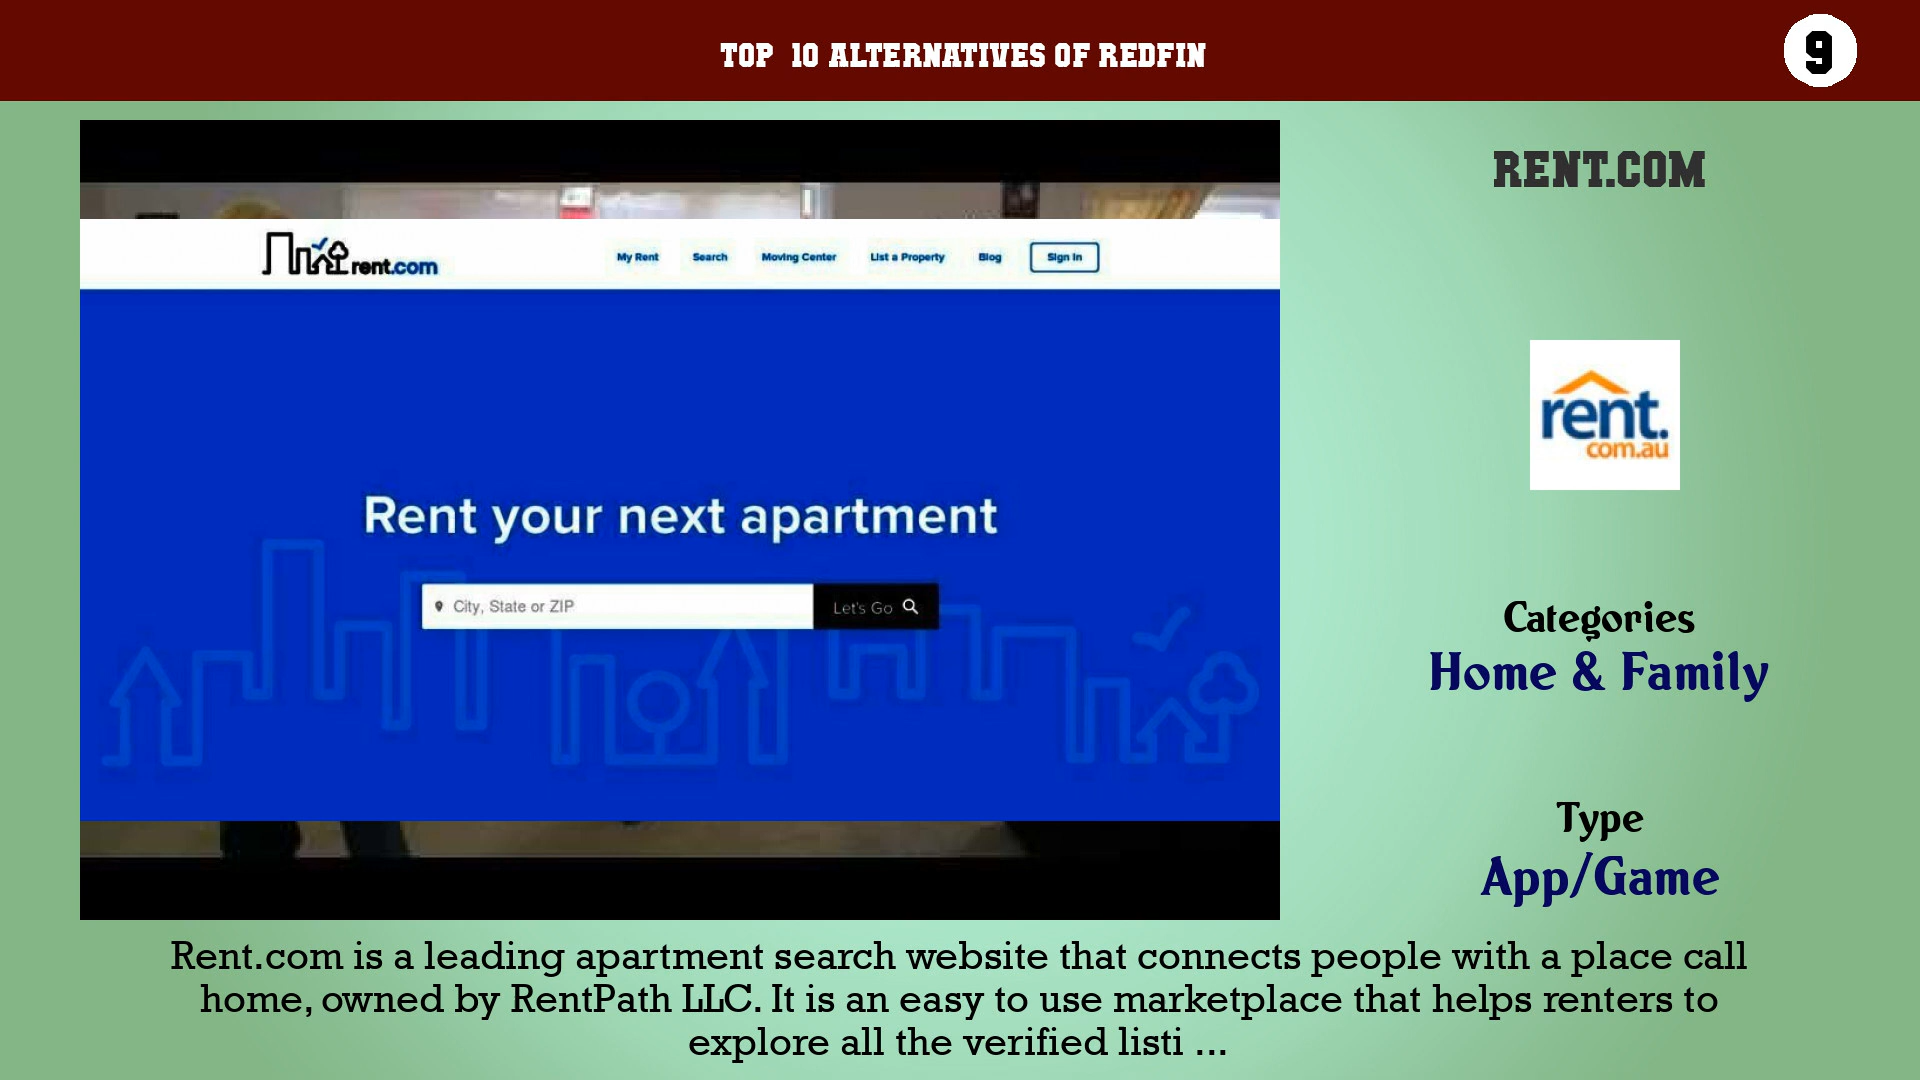 TOP 10 ALTERNATIVES OF REDFIN
9
RENT.COM
rent.com
My Rent
Search
Moving Center
List a Property
Blog
Sign In
Rent your next apartment
City, State or ZIP
Let's Go
rent.
com.au
Categories
Home & Family
Type
App/Game
Rent.com is a leading apartment search website that connects people with a place call
home, owned by RentPath LLC. It is an easy to use marketplace that helps renters to
explore all the verified listi ...